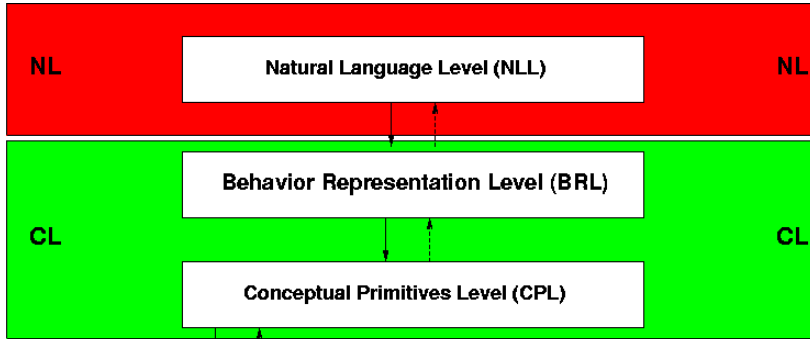 NL Natural Language Level (NLL) NL
Behavior Representation Level (BRL)
CL CL
Conceptual Primitives Level (CPL)